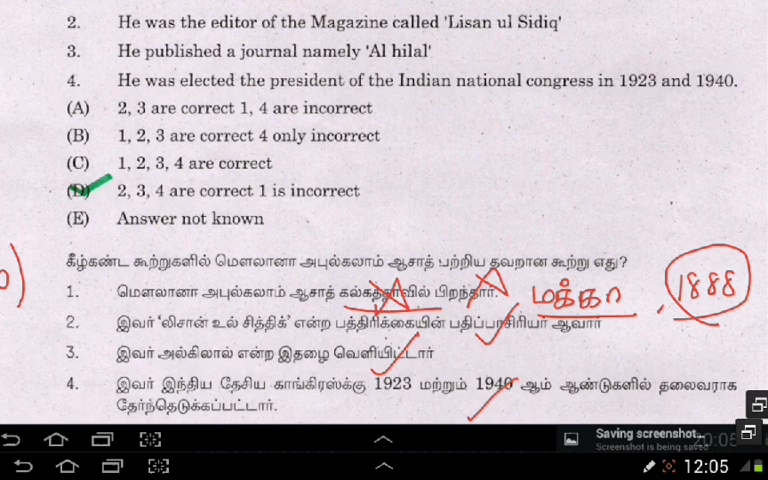 2. He was the editor of the Magazine called 'Lisan ul Sidiq'
3. He published a journal namely 'Al hilal'
4. He was elected the president of the Indian national congress in 1923 and 1940.
(A) 2, 3 are correct 1, 4 are incorrect
(B) 1, 2, 3 are correct 4 only incorrect
(C) 1, 2, 3, 4 are correct
(D) 2, 3, 4 are correct 1 is incorrect
(E) Answer not known
கீழ்கண்ட கூற்றுகளில் மௌலானா அபுல்கலாம் ஆசாத் பற்றிய தவறான கூற்று எது?
1. மௌலானா அபுல்கலாம் ஆசாத் கல்கத்தாவில் பிறந்தார். மக்கா , 1888
2. இவர் 'லிசான் உல் சித்திக்' என்ற பத்திரிக்கையின் பதிப்பாசிரியர் ஆவார்
3. இவர் அல்கிலால் என்ற இதழை வெளியிட்டார்
4. இவர் இந்திய தேசிய காங்கிரஸ்க்கு 1923 மற்றும் 1940 ஆம் ஆண்டுகளில் தலைவராக
தேர்ந்தெடுக்கப்பட்டார்.
Saving screenshot... 20:05
Screenshot is being saved
12:05